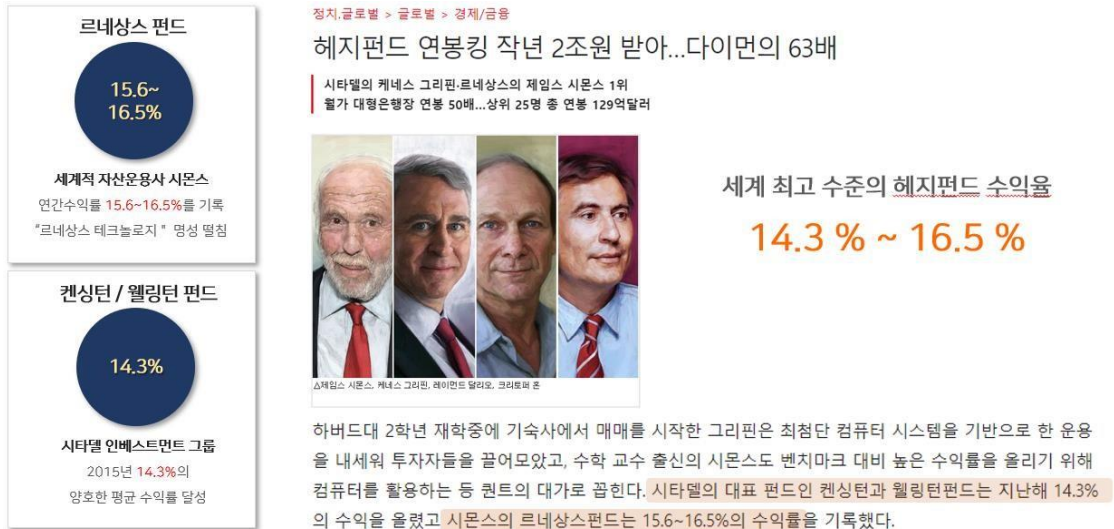 르네상스 펀드
15.6~
16.5%
세계적 자산운용사 시몬스
연간수익률 15.6~16.5%를 기록
"르네상스 테크놀로지 " 명성 떨침
켄싱턴 / 웰링턴 펀드
14.3%
시타델 인베스트먼트 그룹
2015년 14.3%의
양호한 평균 수익률 달성
정치,글로벌 > 글로벌 > 경제/금융
헤지펀드 연봉킹 작년 2조원 받아...다이먼의 63배
시타델의 케네스 그리핀·르네상스의 제임스 시몬스 1위
월가 대형은행장 연봉 50배...상위 25명 총 연봉 129억달러
△제임스 시몬스, 케네스 그리핀, 레이먼드 달리오, 크리토퍼 혼
세계 최고 수준의 헤지펀드 수익율
14.3 % ~ 16.5 %
하버드대 2학년 재학중에 기숙사에서 매매를 시작한 그리핀은 최첨단 컴퓨터 시스템을 기반으로 한 운용
을 내세워 투자자들을 끌어모았고, 수학 교수 출신의 시몬스도 벤치마크 대비 높은 수익률을 올리기 위해
컴퓨터를 활용하는 등 퀀트의 대가로 꼽힌다. 시타델의 대표 펀드인 켄싱턴과 웰링턴펀드는 지난해 14.3%
의 수익을 올렸고 시몬스의 르네상스펀드는 15.6~16.5%의 수익률을 기록했다.